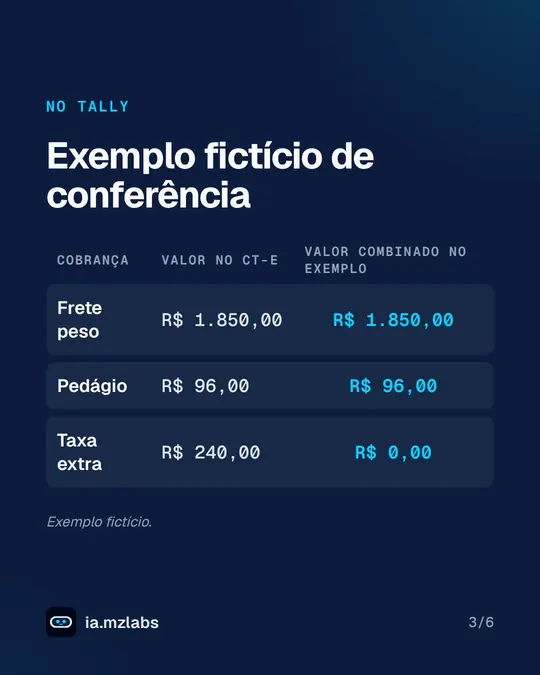 NO TALLY
Exemplo fictício de
conferência
COBRANÇA VALOR NO CT-E VALOR COMBINADO NO
EXEMPLO
Frete
peso
R$ 1.850,00 R$ 1.850,00
Pedágio R$ 96,00 R$ 96,00
Taxa
extra
R$ 240,00 R$ 0,00
Exemplo fictício.
ia.mzlabs 3/6